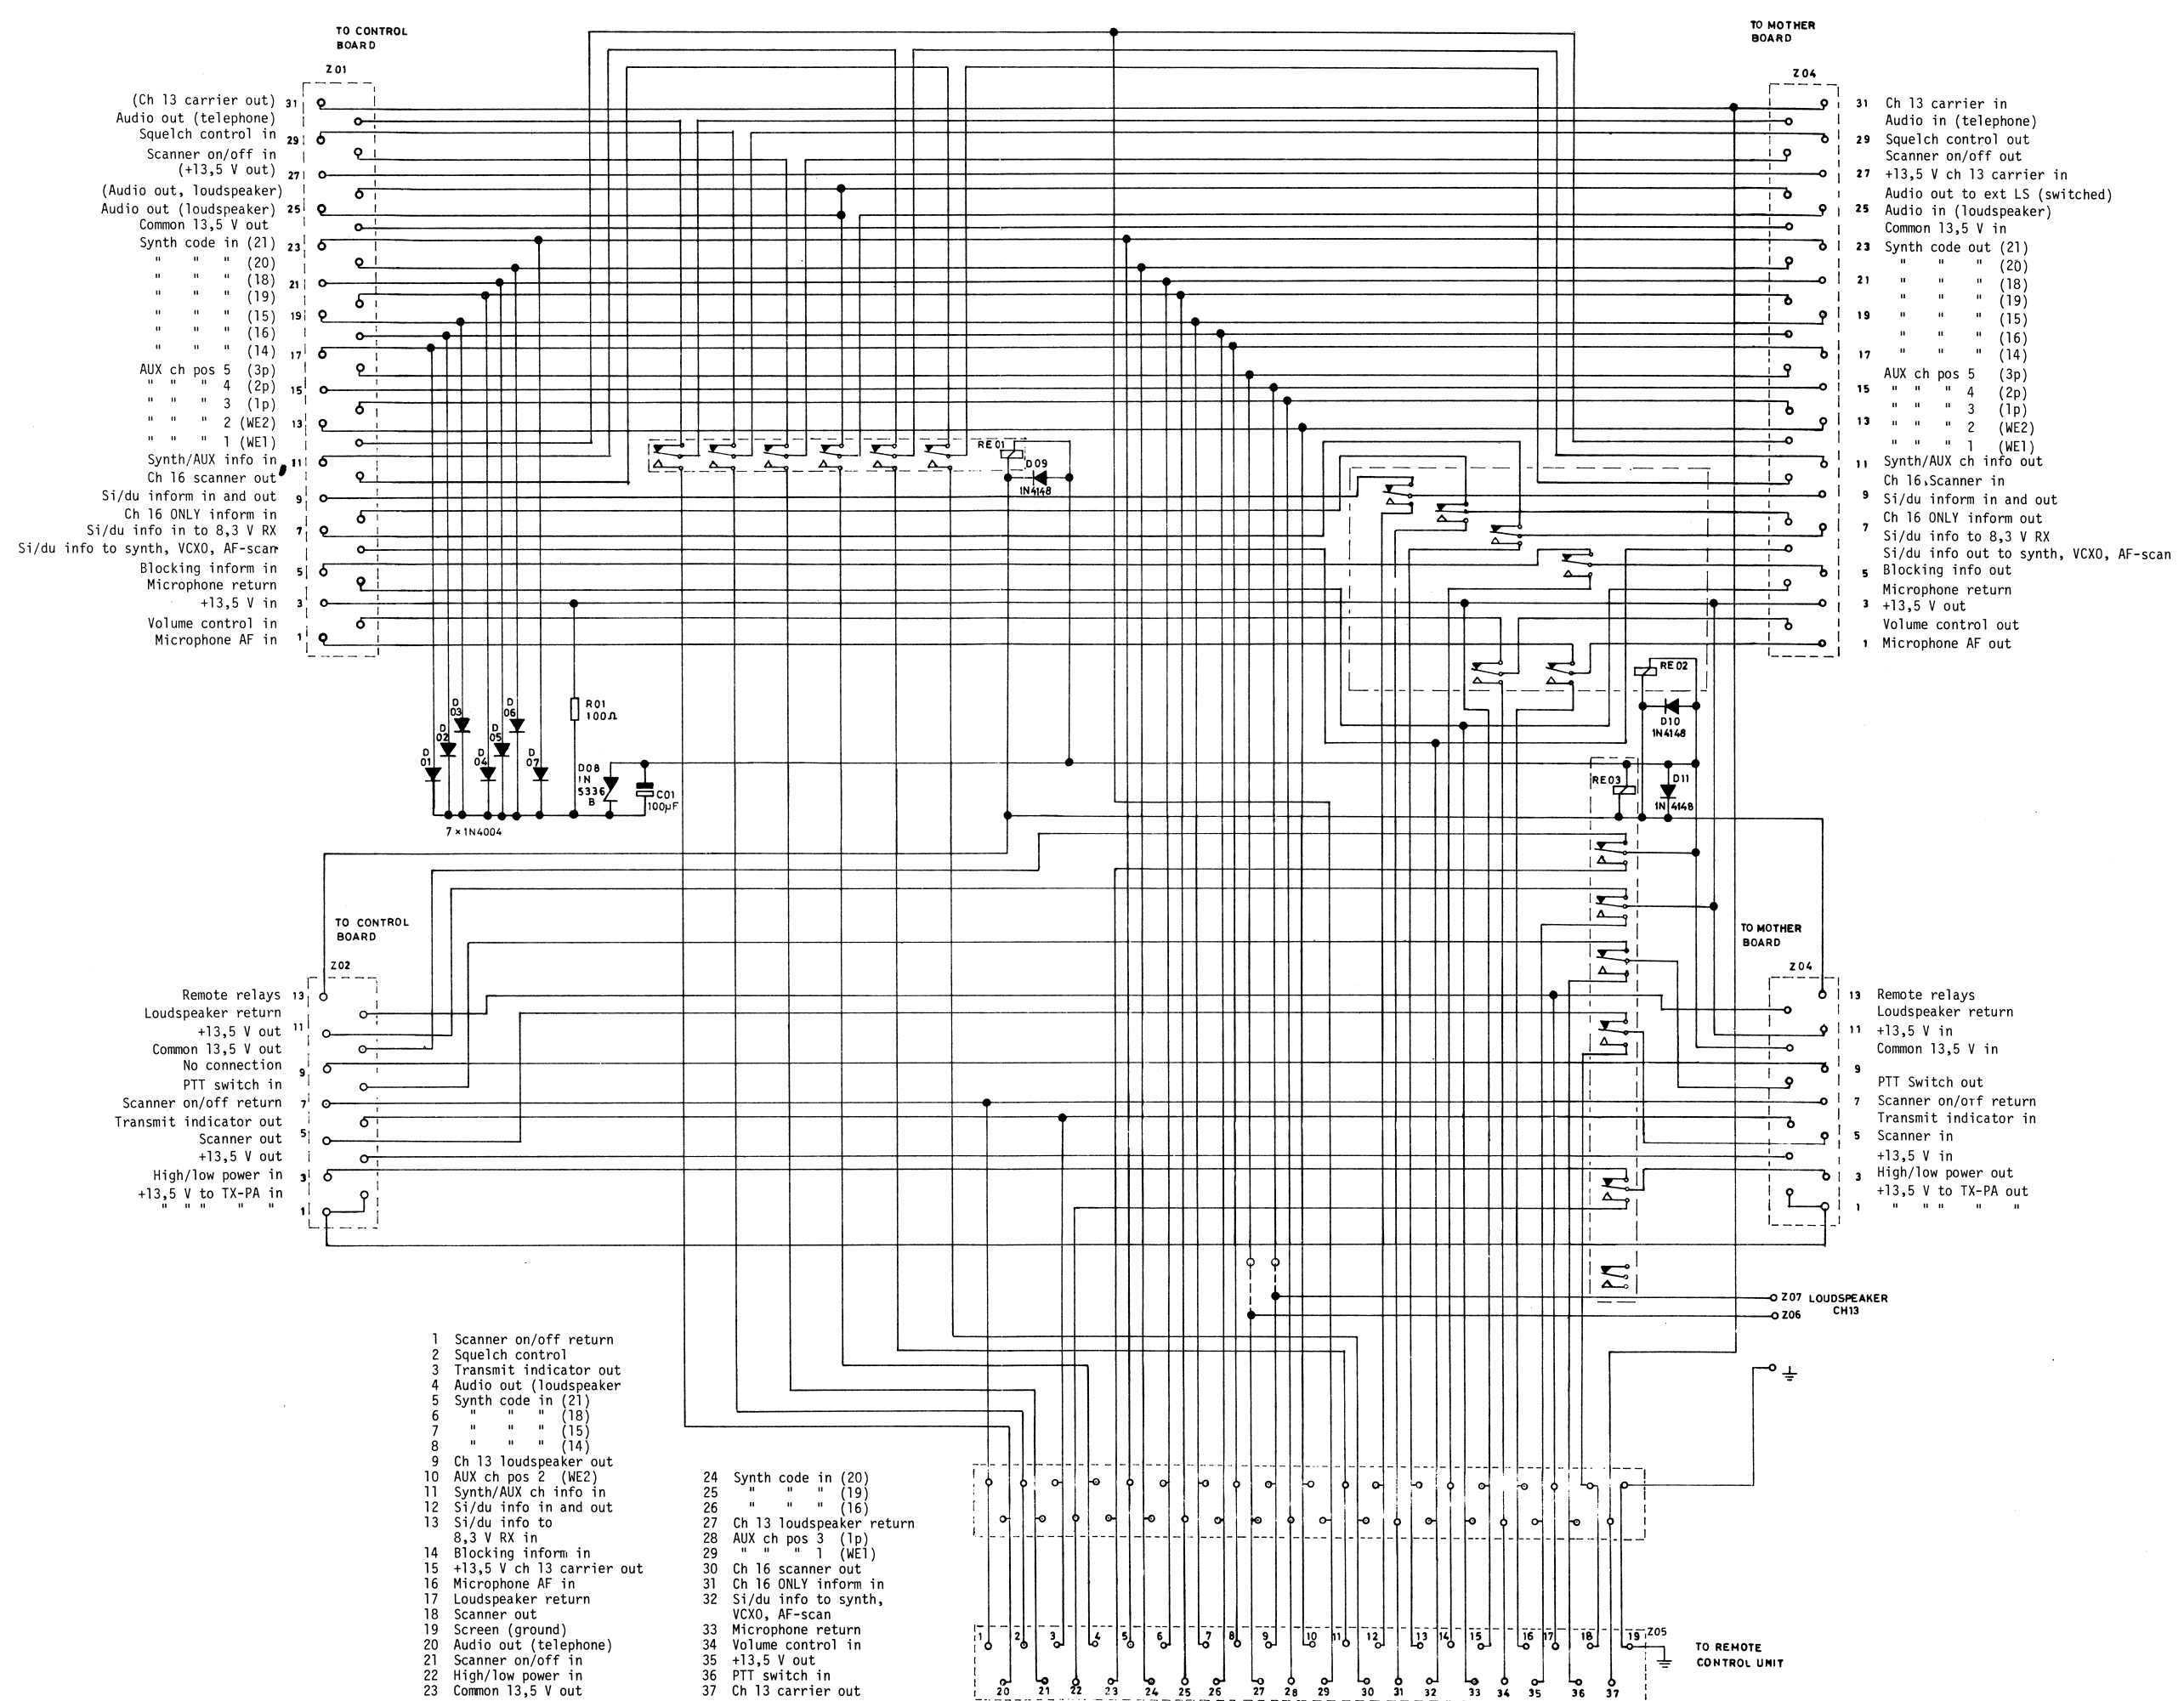 TO CONTROL
BOARD
Z01
(Ch 13 carrier out) 31
Audio out (telephone)
Squelch control in 29
Scanner on/off in
(+13,5 V out) 27
(Audio out, loudspeaker)
Audio out (loudspeaker) 25
Common 13,5 V out
Synth code in (21) 23
" " " (20)
" " " (18) 21
" " " (19)
" " " (15) 19
" " " (16)
" " " (14) 17
AUX ch pos 5 (3p)
" " " 4 (2p) 15
" " " 3 (1p)
" " " 2 (WE2) 13
" " " 1 (WE1)
Synth/AUX info in 11
Ch 16 scanner out
Si/du inform in and out 9
Ch 16 ONLY inform in
Si/du info in to 8,3 V RX 7
Si/du info to synth, VCXO, AF-scan
Blocking inform in 5
Microphone return
+13,5 V in 3
Volume control in
Microphone AF in 1
TO MOTHER
BOARD
Z04
31 Ch 13 carrier in
Audio in (telephone)
29 Squelch control out
Scanner on/off out
27 +13,5 V ch 13 carrier in
Audio out to ext LS (switched)
25 Audio in (loudspeaker)
Common 13,5 V in
23 Synth code out (21)
" " " (20)
21 " " " (18)
" " " (19)
19 " " " (15)
" " " (16)
17 " " " (14)
AUX ch pos 5 (3p)
15 " " " 4 (2p)
" " " 3 (1p)
13 " " " 2 (WE2)
" " " 1 (WE1)
11 Synth/AUX ch info out
Ch 16.Scanner in
9 Si/du inform in and out
Ch 16 ONLY inform out
7 Si/du info to 8,3 V RX
Si/du info out to synth, VCXO, AF-scan
5 Blocking info out
Microphone return
3 +13,5 V out
Volume control out
1 Microphone AF out
RE01
D09
1N4148
RE02
D10
1N4148
RE03
D11
1N4148
D 01
D 02
D 03
D 04
D 05
D 06
D 07
7 × 1N4004
R01
100Ω
D08
1N
5336
B
C01
100µF
TO CONTROL
BOARD
Z02
Remote relays 13
Loudspeaker return
+13,5 V out 11
Common 13,5 V out
No connection 9
PTT switch in
Scanner on/off return 7
Transmit indicator out
Scanner out 5
+13,5 V out
High/low power in 3
+13,5 V to TX-PA in
" " " " " 1
TO MOTHER
BOARD
Z04
13 Remote relays
Loudspeaker return
11 +13,5 V in
Common 13,5 V in
9
PTT Switch out
7 Scanner on/off return
Transmit indicator in
5 Scanner in
+13,5 V in
3 High/low power out
+13,5 V to TX-PA out
1 " " " " "
Z07 LOUDSPEAKER
CH13
Z06
1 Scanner on/off return
2 Squelch control
3 Transmit indicator out
4 Audio out (loudspeaker
5 Synth code in (21)
6 " " " (18)
7 " " " (15)
8 " " " (14)
9 Ch 13 loudspeaker out
10 AUX ch pos 2 (WE2)
11 Synth/AUX ch info in
12 Si/du info in and out
13 Si/du info to
8,3 V RX in
14 Blocking inform in
15 +13,5 V ch 13 carrier out
16 Microphone AF in
17 Loudspeaker return
18 Scanner out
19 Screen (ground)
20 Audio out (telephone)
21 Scanner on/off in
22 High/low power in
23 Common 13,5 V out
24 Synth code in (20)
25 " " " (19)
26 " " " (16)
27 Ch 13 loudspeaker return
28 AUX ch pos 3 (1p)
29 " " " 1 (WE1)
30 Ch 16 scanner out
31 Ch 16 ONLY inform in
32 Si/du info to synth,
VCXO, AF-scan
33 Microphone return
34 Volume control in
35 +13,5 V out
36 PTT switch in
37 Ch 13 carrier out
1 2 3 4 5 6 7 8 9 10 11 12 13 14 15 16 17 18 19 Z05
20 21 22 23 24 25 26 27 28 29 30 31 32 33 34 35 36 37
TO REMOTE
CONTROL UNIT